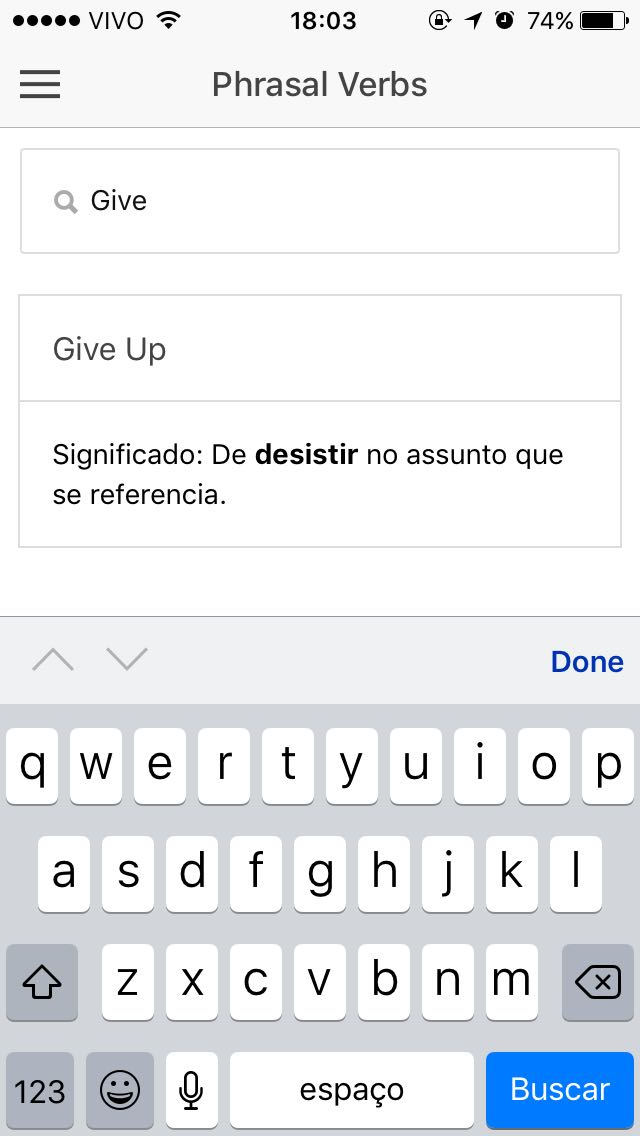 VIVO 18:03 74%
Phrasal Verbs
Give
Give Up
Significado: De desistir no assunto que
se referencia.
Done
q w e r t y u i o p
a s d f g h j k l
z x c v b n m
123 espaço Buscar